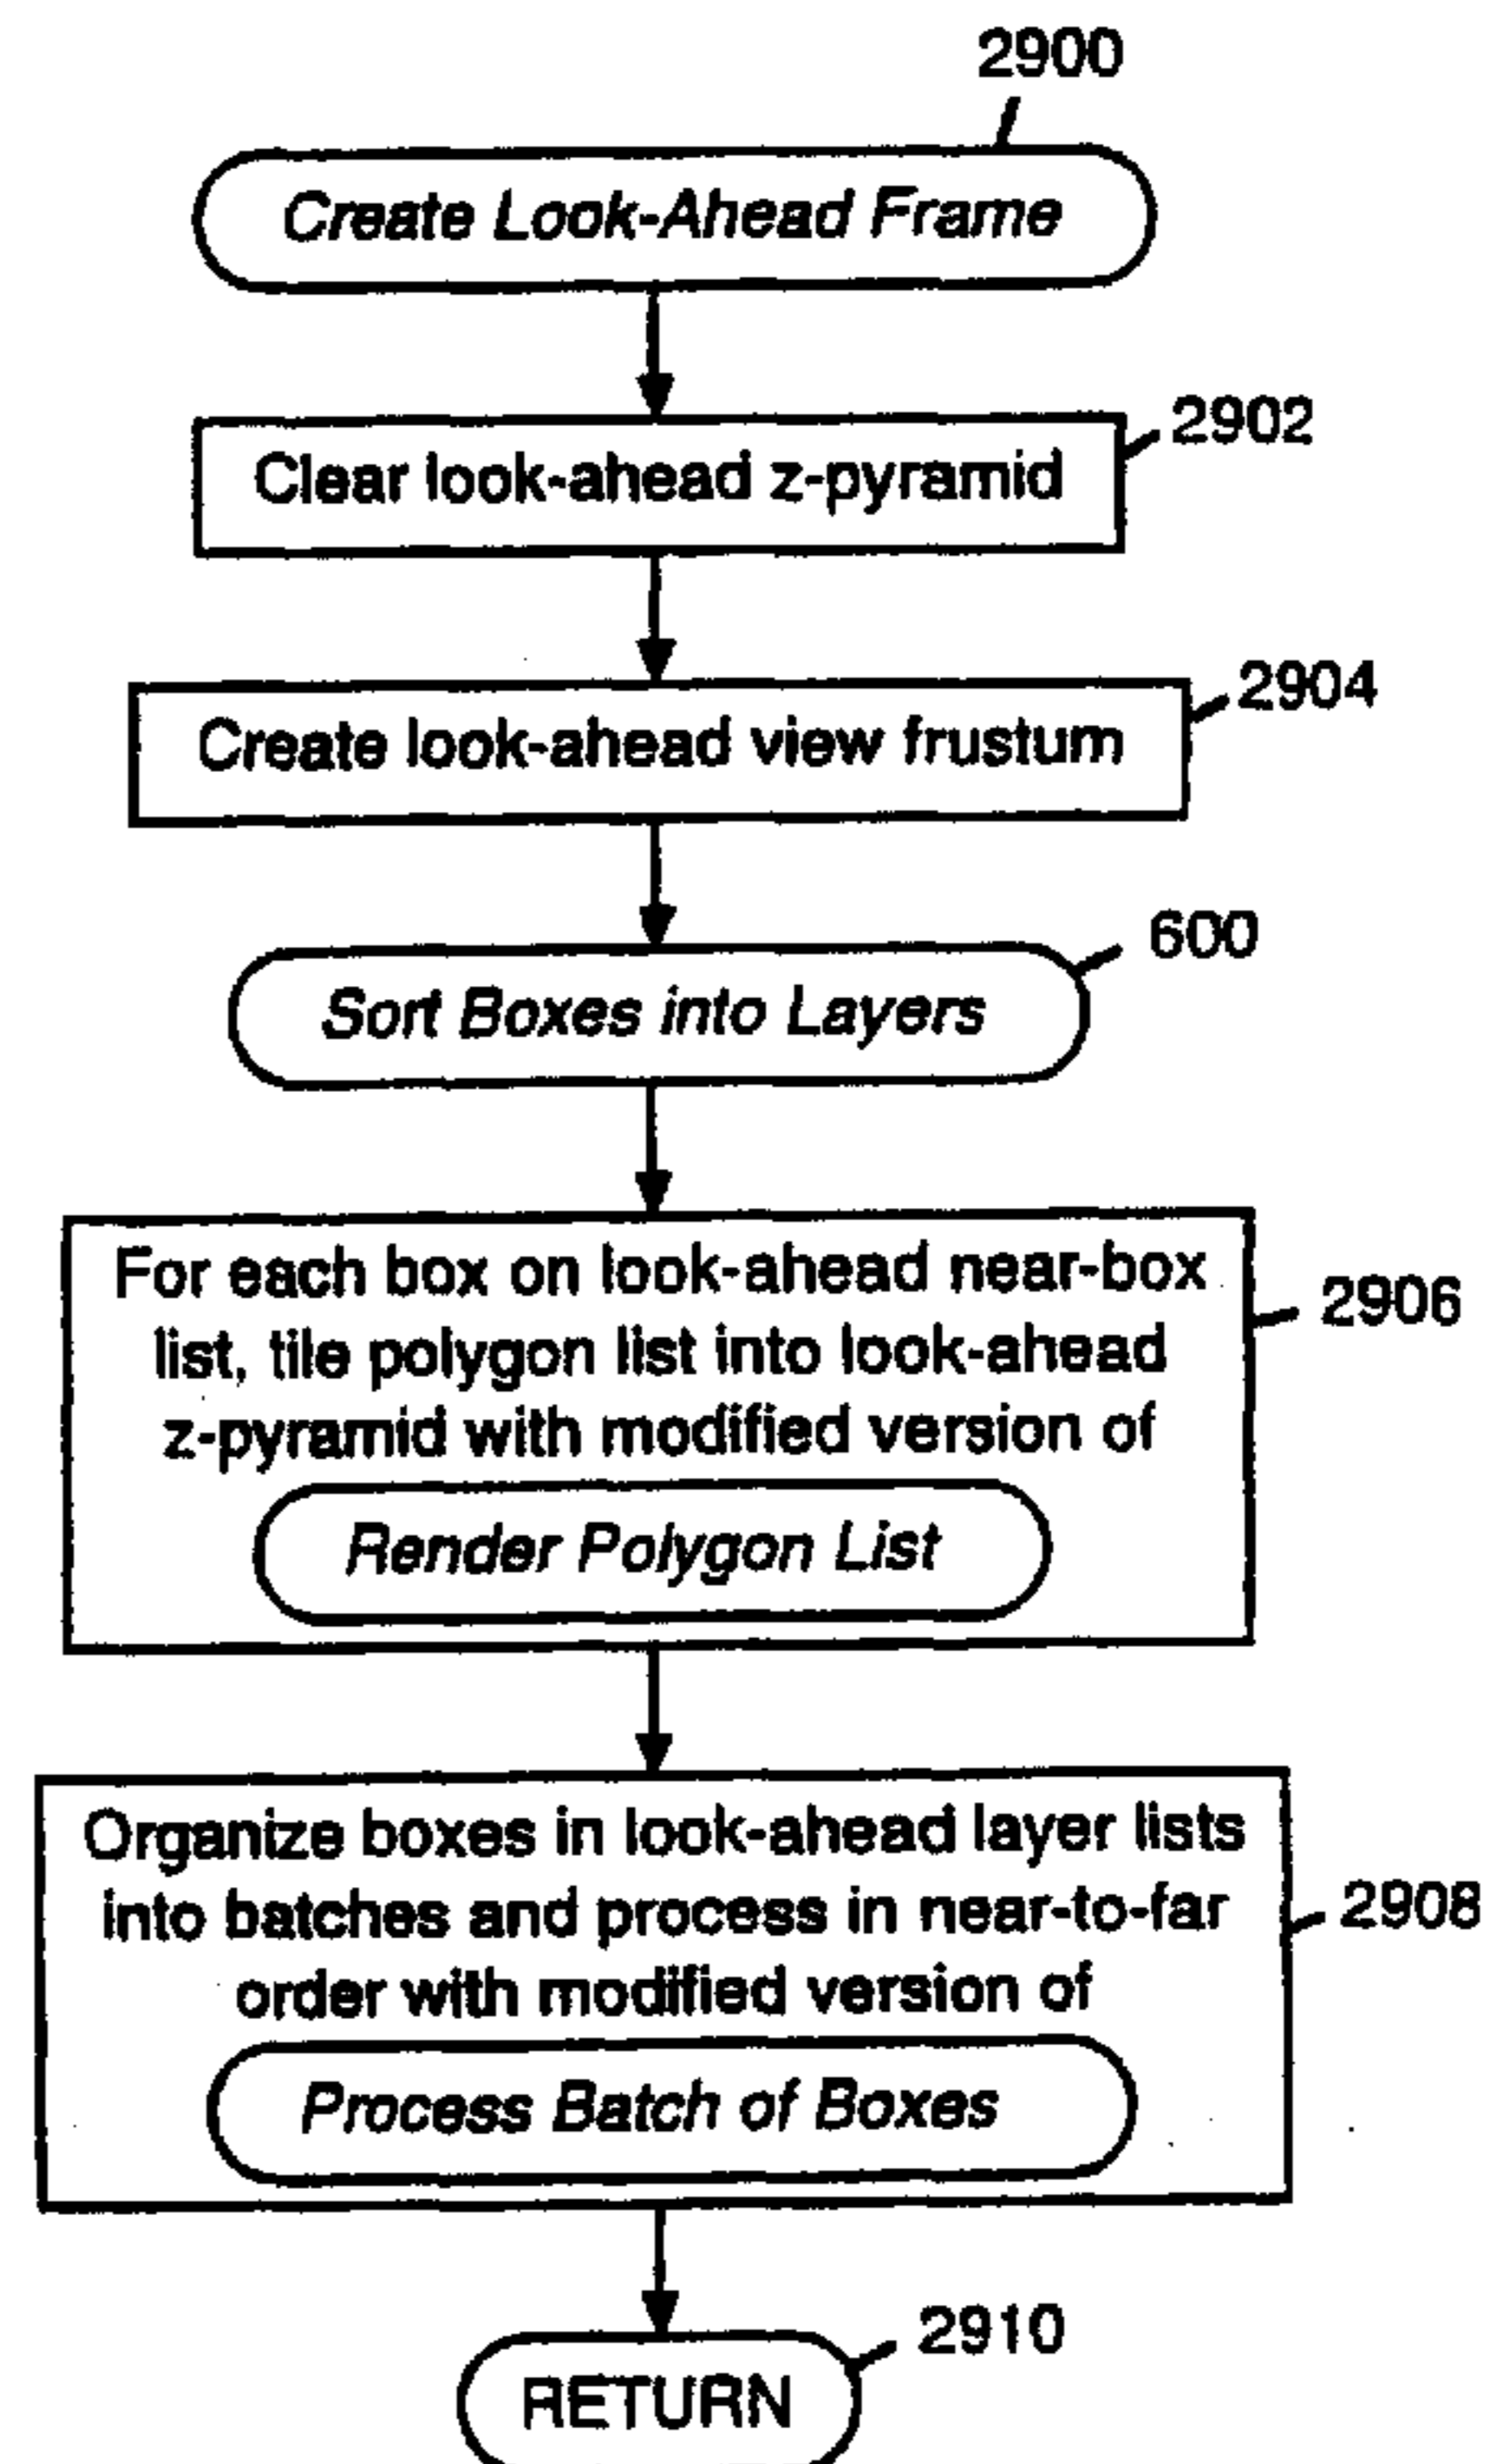 2900
Create Look-Ahead Frame
2902
Clear look-ahead z-pyramid
2904
Create look-ahead view frustum
600
Sort Boxes into Layers
For each box on look-ahead near-box
2906
list, tile polygon list into look-ahead
z-pyramid with modified version of
Render Polygon List
Organize boxes in look-ahead layer lists
2908
into batches and process in near-to-far
order with modified version of
Process Batch of Boxes
2910
RETURN